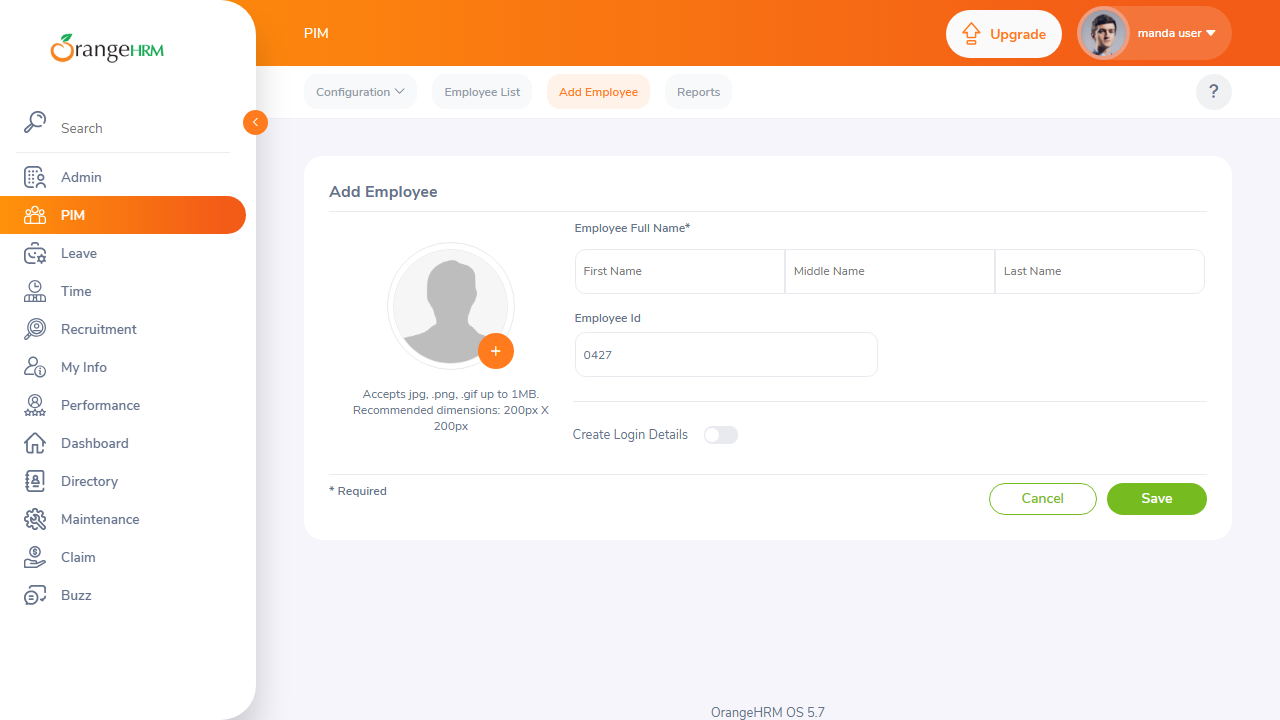 OrangeHRM
PIM
Upgrade
manda user
Configuration
Employee List
Add Employee
Reports
?
Search
Admin
PIM
Leave
Time
Recruitment
My Info
Performance
Dashboard
Directory
Maintenance
Claim
Buzz
Add Employee
Employee Full Name*
First Name
Middle Name
Last Name
Employee Id
0427
+
Accepts jpg, .png, .gif up to 1MB.
Recommended dimensions: 200px X
200px
Create Login Details
* Required
Cancel
Save
OrangeHRM OS 5.7